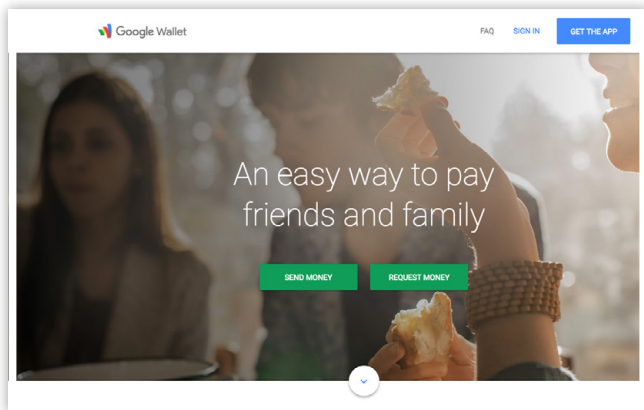 Google Wallet
FAQ
SIGN IN
GET THE APP
An easy way to pay
friends and family
SEND MONEY
REQUEST MONEY